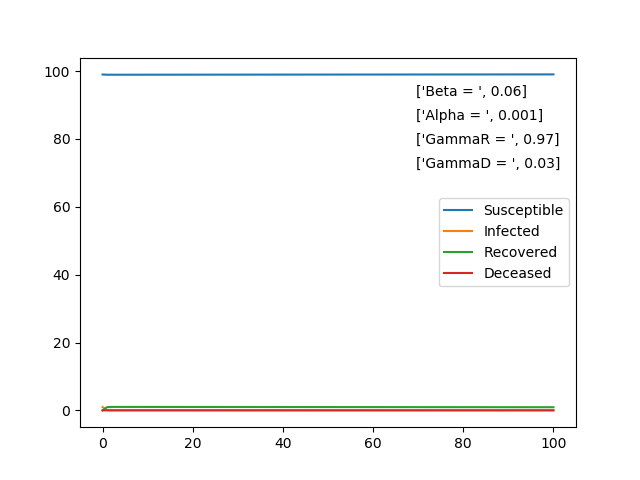 100
80
60
40
20
0
['Beta = ', 0.06]
['Alpha = ', 0.001]
['GammaR = ', 0.97]
['GammaD = ', 0.03]
Susceptible
Infected
Recovered
Deceased
0 20 40 60 80 100